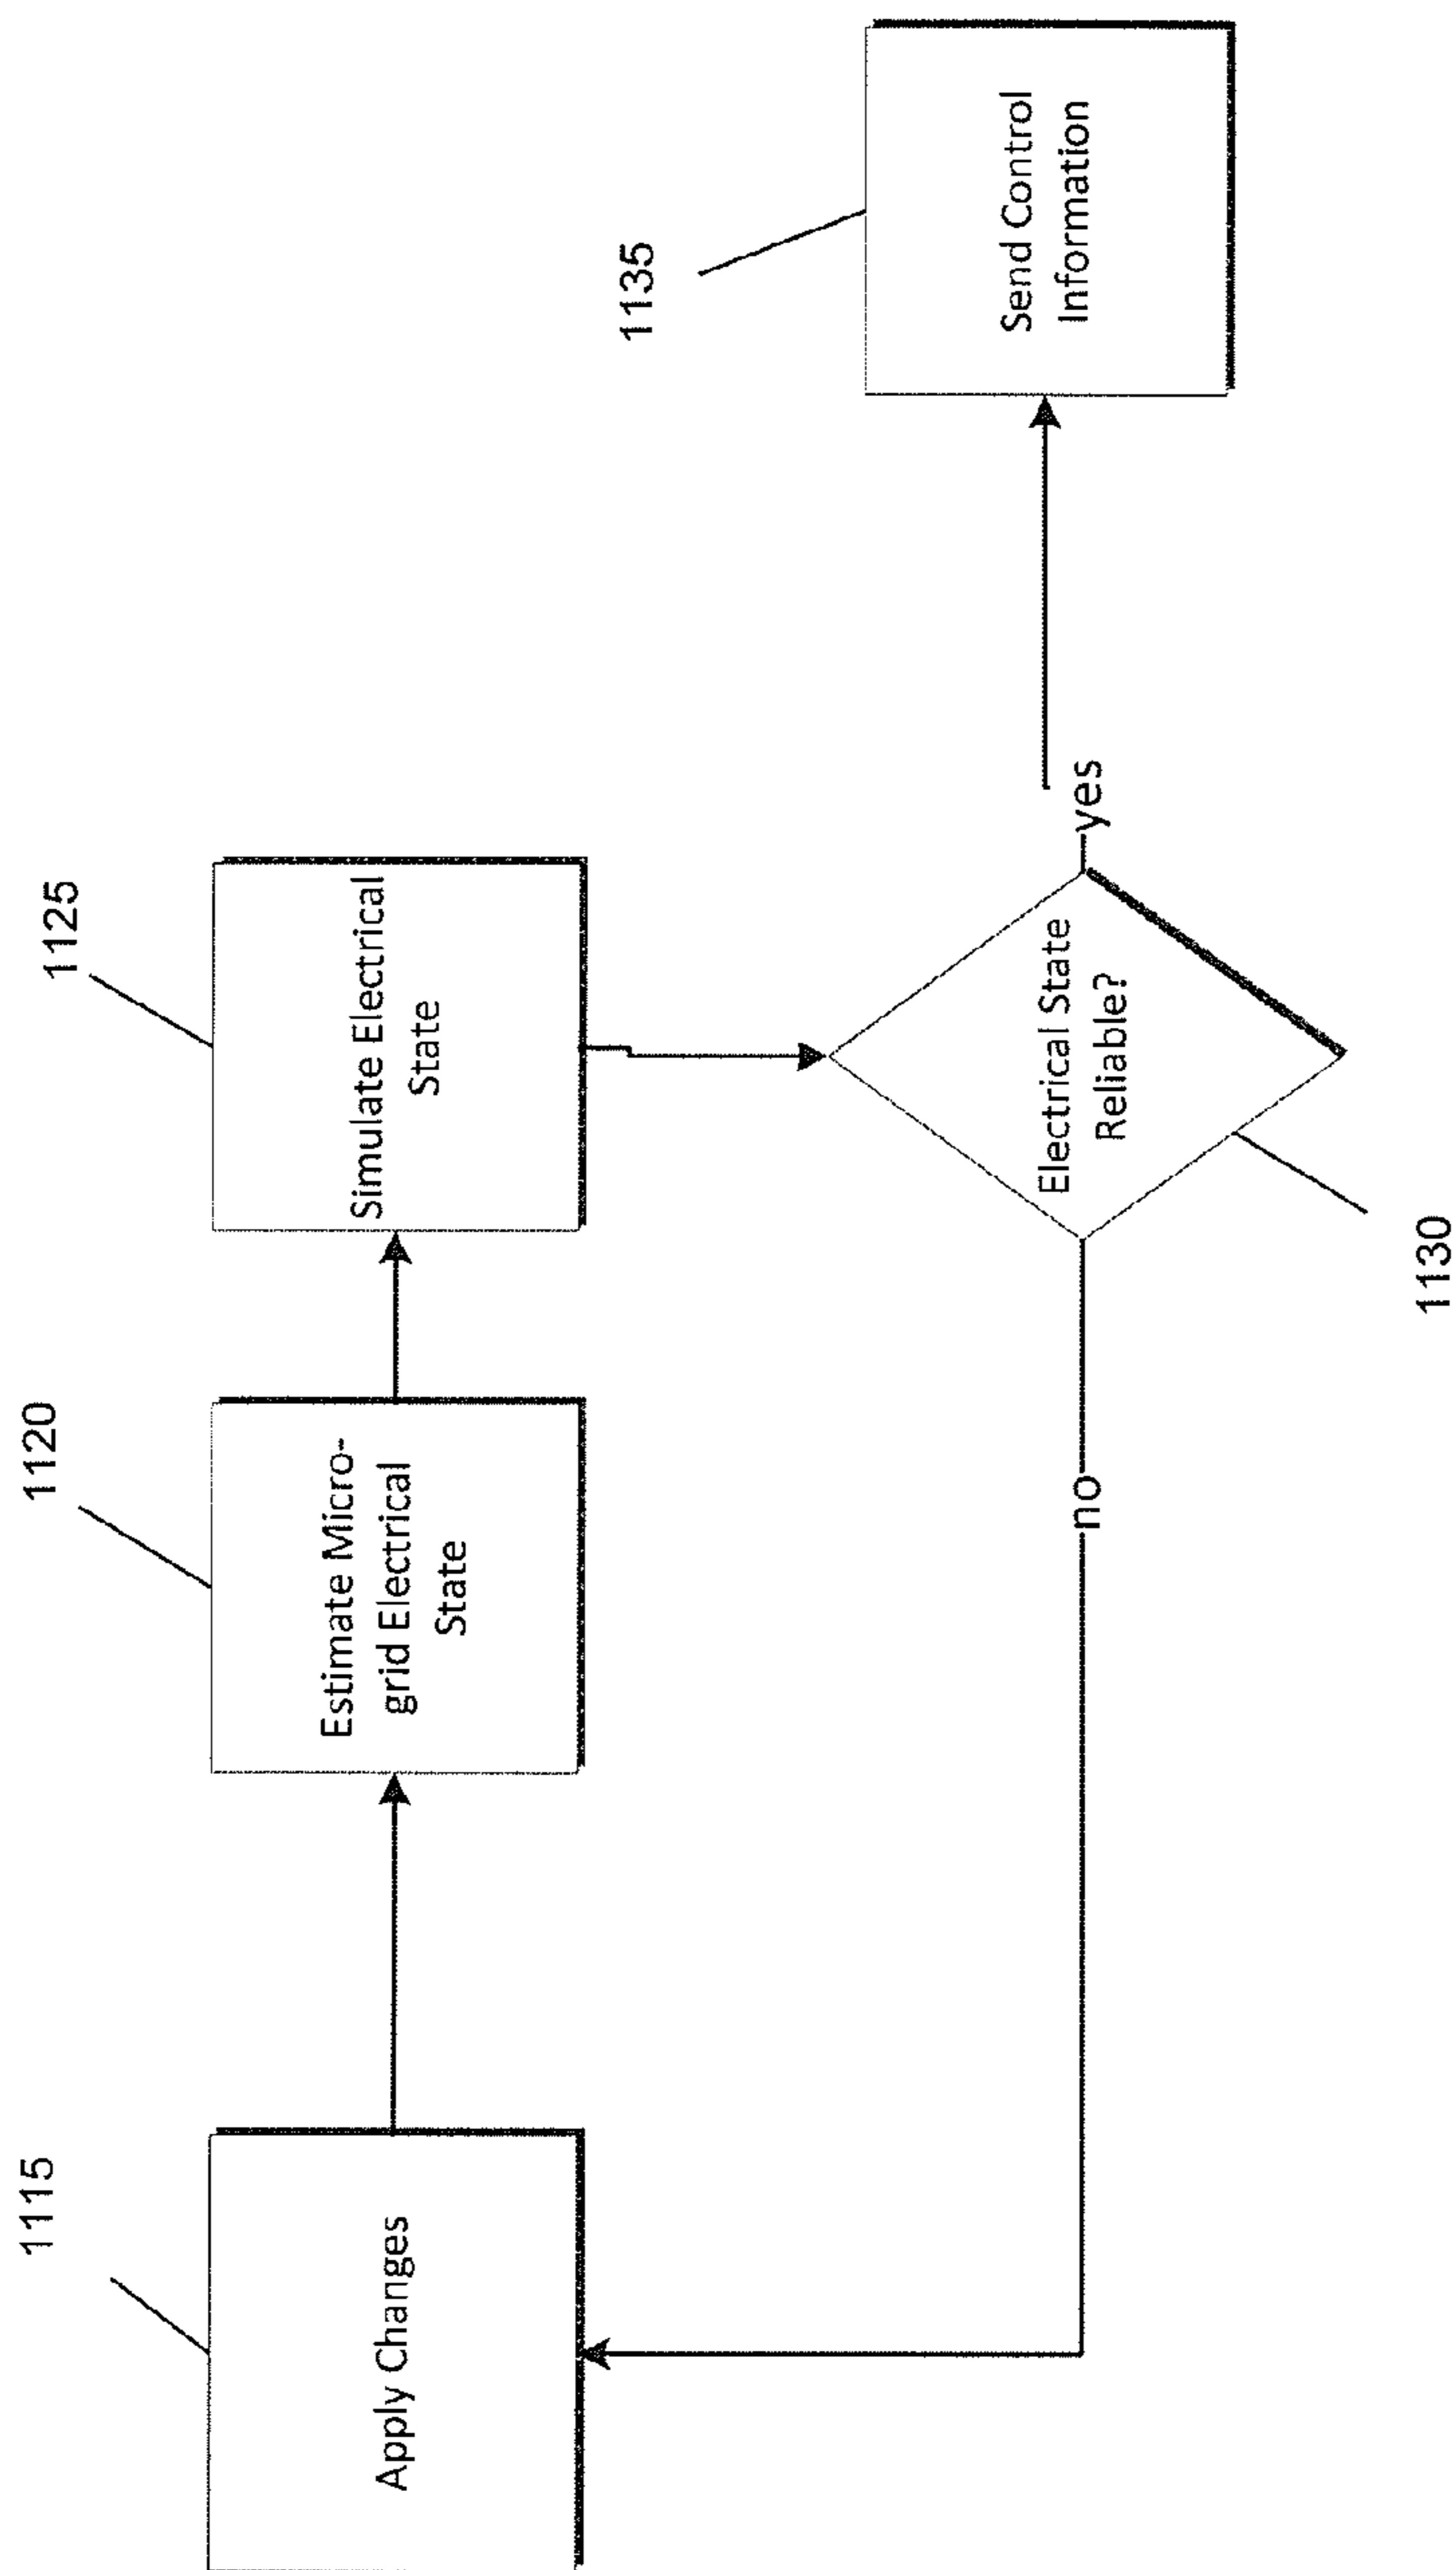 1115
Apply Changes
1120
Estimate Micro-
grid Electrical
State
1125
Simulate Electrical
State
no
1130
Electrical State
Reliable?
yes
1135
Send Control
Information